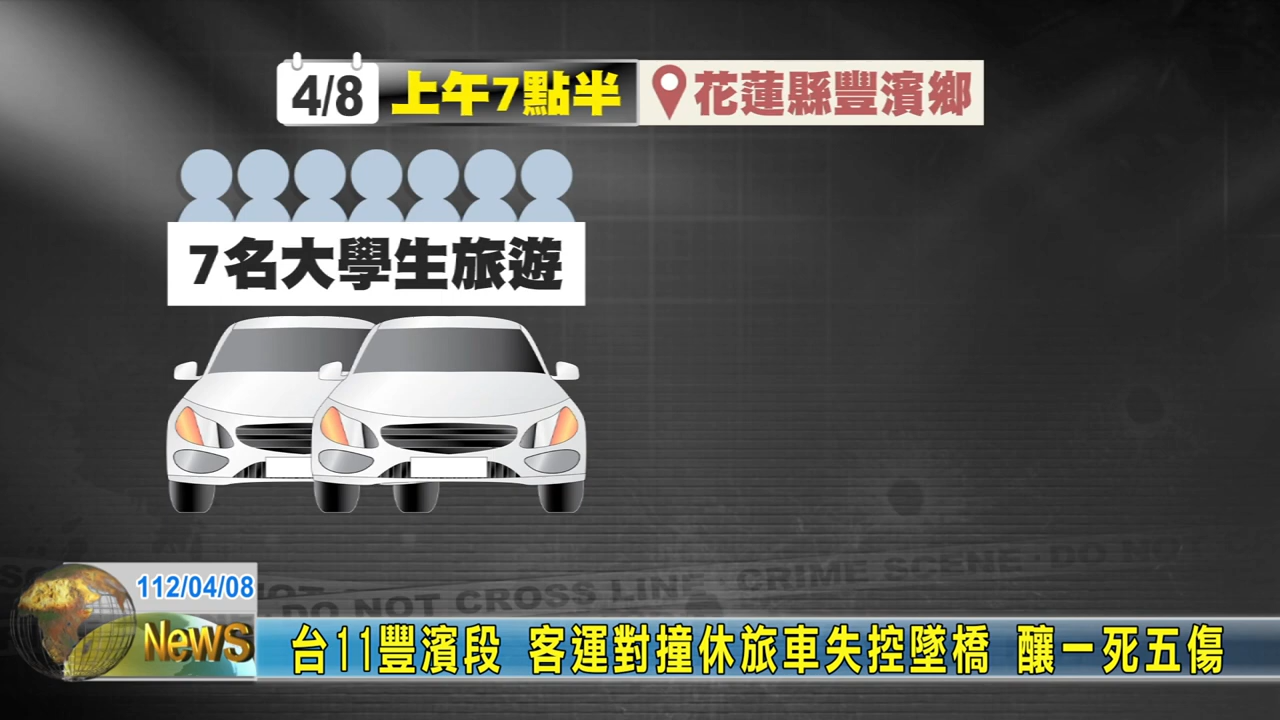 4/8 上午7點半 花蓮縣豐濱鄉
7名大學生旅遊
DO NOT CROSS LINE CRIME SCENE DO NOT
112/04/08
NewS
台11豐濱段 客運對撞休旅車失控墜橋 釀一死五傷